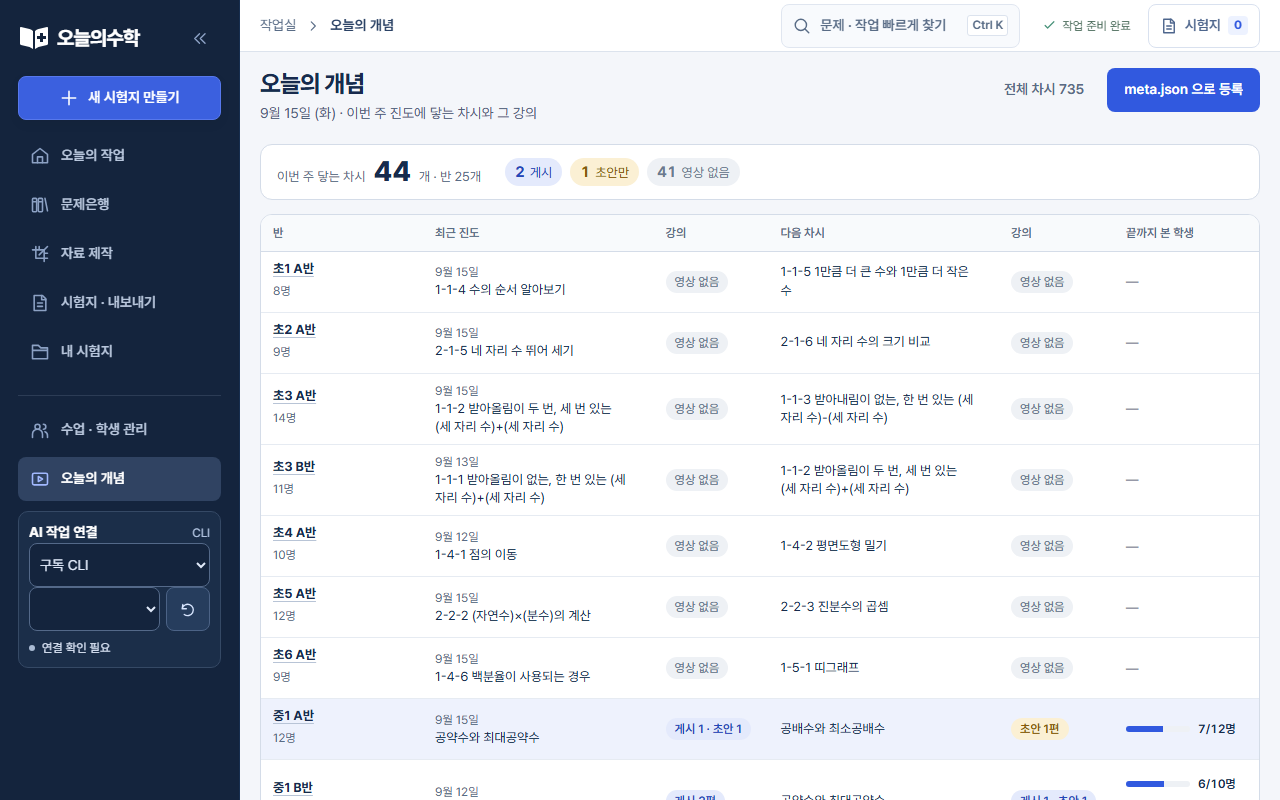 오늘의수학
새 시험지 만들기
오늘의 작업
문제은행
자료 제작
시험지 · 내보내기
내 시험지
수업 · 학생 관리
오늘의 개념
AI 작업 연결 CLI
구독 CLI
연결 확인 필요
작업실 > 오늘의 개념
문제 · 작업 빠르게 찾기 Ctrl K
작업 준비 완료
시험지 0
오늘의 개념
9월 15일 (화) · 이번 주 진도에 닿는 차시와 그 강의
전체 차시 735
meta.json 으로 등록
이번 주 닿는 차시 44 개 · 반 25개 2 게시 1 초안만 41 영상 없음
반 최근 진도 강의 다음 차시 강의 끝까지 본 학생
초1 A반
8명
9월 15일
1-1-4 수의 순서 알아보기
영상 없음
1-1-5 1만큼 더 큰 수와 1만큼 더 작은
수
영상 없음
—
초2 A반
9명
9월 15일
2-1-5 네 자리 수 뛰어 세기
영상 없음
2-1-6 네 자리 수의 크기 비교
영상 없음
—
초3 A반
14명
9월 15일
1-1-2 받아올림이 두 번, 세 번 있는
(세 자리 수)+(세 자리 수)
영상 없음
1-1-3 받아내림이 없는, 한 번 있는 (세
자리 수)-(세 자리 수)
영상 없음
—
초3 B반
11명
9월 13일
1-1-1 받아올림이 없는, 한 번 있는 (세
자리 수)+(세 자리 수)
영상 없음
1-1-2 받아올림이 두 번, 세 번 있는
(세 자리 수)+(세 자리 수)
영상 없음
—
초4 A반
10명
9월 12일
1-4-1 점의 이동
영상 없음
1-4-2 평면도형 밀기
영상 없음
—
초5 A반
12명
9월 15일
2-2-2 (자연수)×(분수)의 계산
영상 없음
2-2-3 진분수의 곱셈
영상 없음
—
초6 A반
9명
9월 15일
1-4-6 백분율이 사용되는 경우
영상 없음
1-5-1 띠그래프
영상 없음
—
중1 A반
12명
9월 15일
공약수와 최대공약수
게시 1 · 초안 1
공배수와 최소공배수
초안 1편
7/12명
중1 B반
9월 12일
게시 2편
공약수와 최대공약수
게시 1 · 초안 1
6/10명